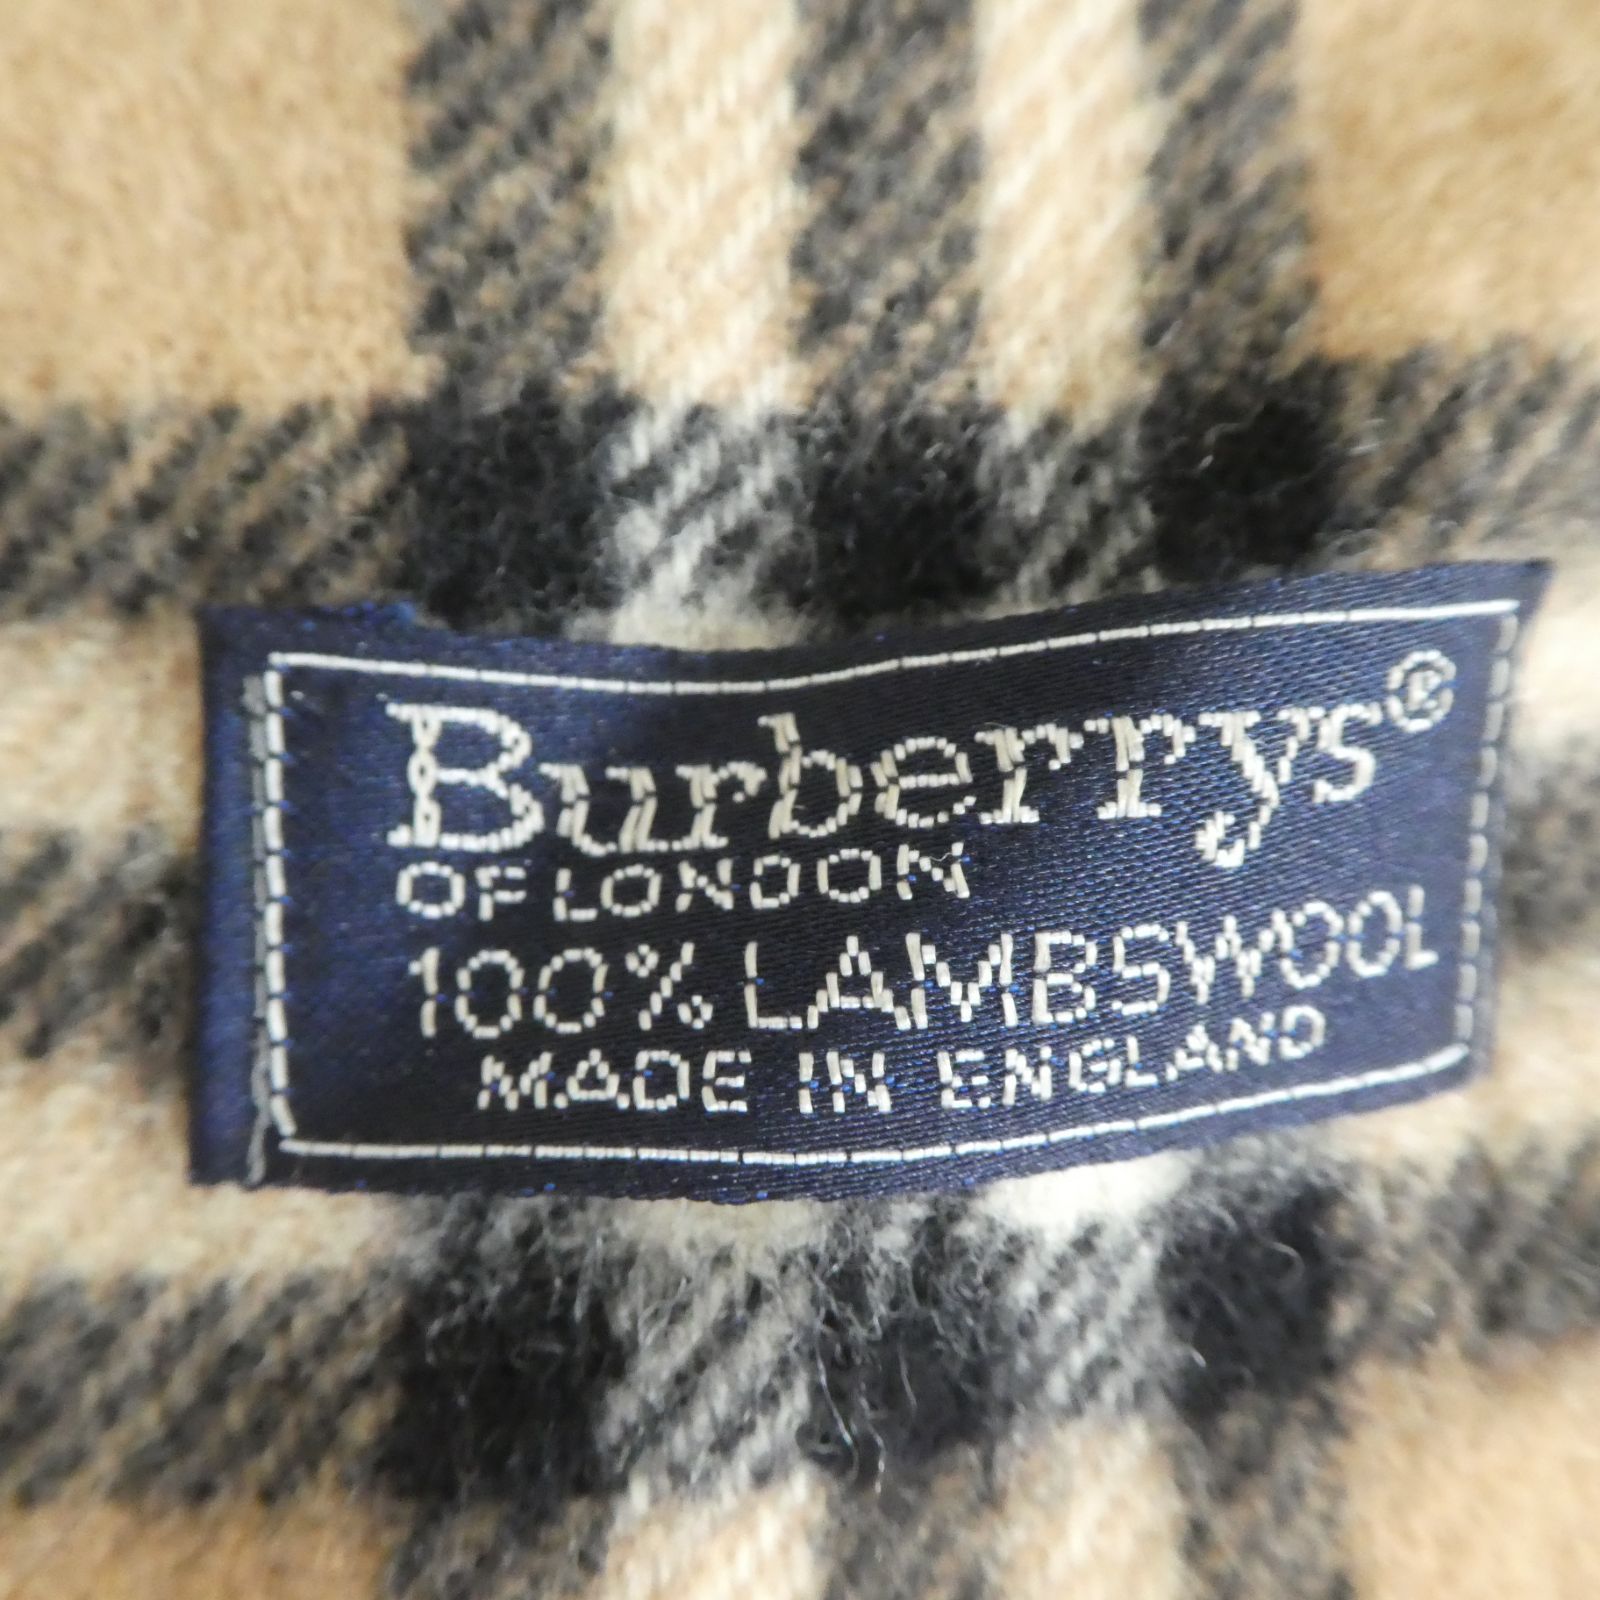 Burberrys®
OF LONDON
100% LAMBSWOOL
MADE IN ENGLAND